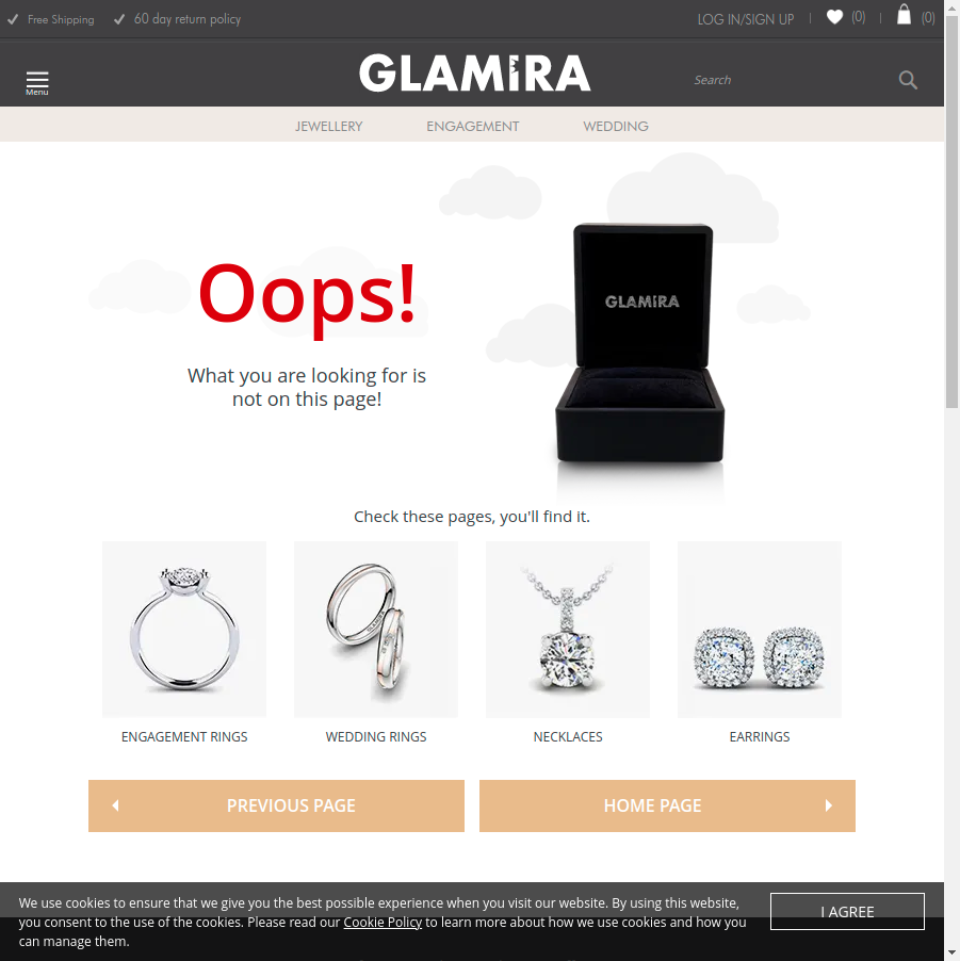 Free Shipping
60 day return policy
LOG IN/SIGN UP
(0)
(0)
Menu
GLAMIRA
Search
JEWELLERY
ENGAGEMENT
WEDDING
Oops!
What you are looking for is
not on this page!
GLAMIRA
Check these pages, you'll find it.
ENGAGEMENT RINGS
WEDDING RINGS
NECKLACES
EARRINGS
PREVIOUS PAGE
HOME PAGE
We use cookies to ensure that we give you the best possible experience when you visit our website. By using this website,
you consent to the use of the cookies. Please read our Cookie Policy to learn more about how we use cookies and how you
can manage them.
I AGREE